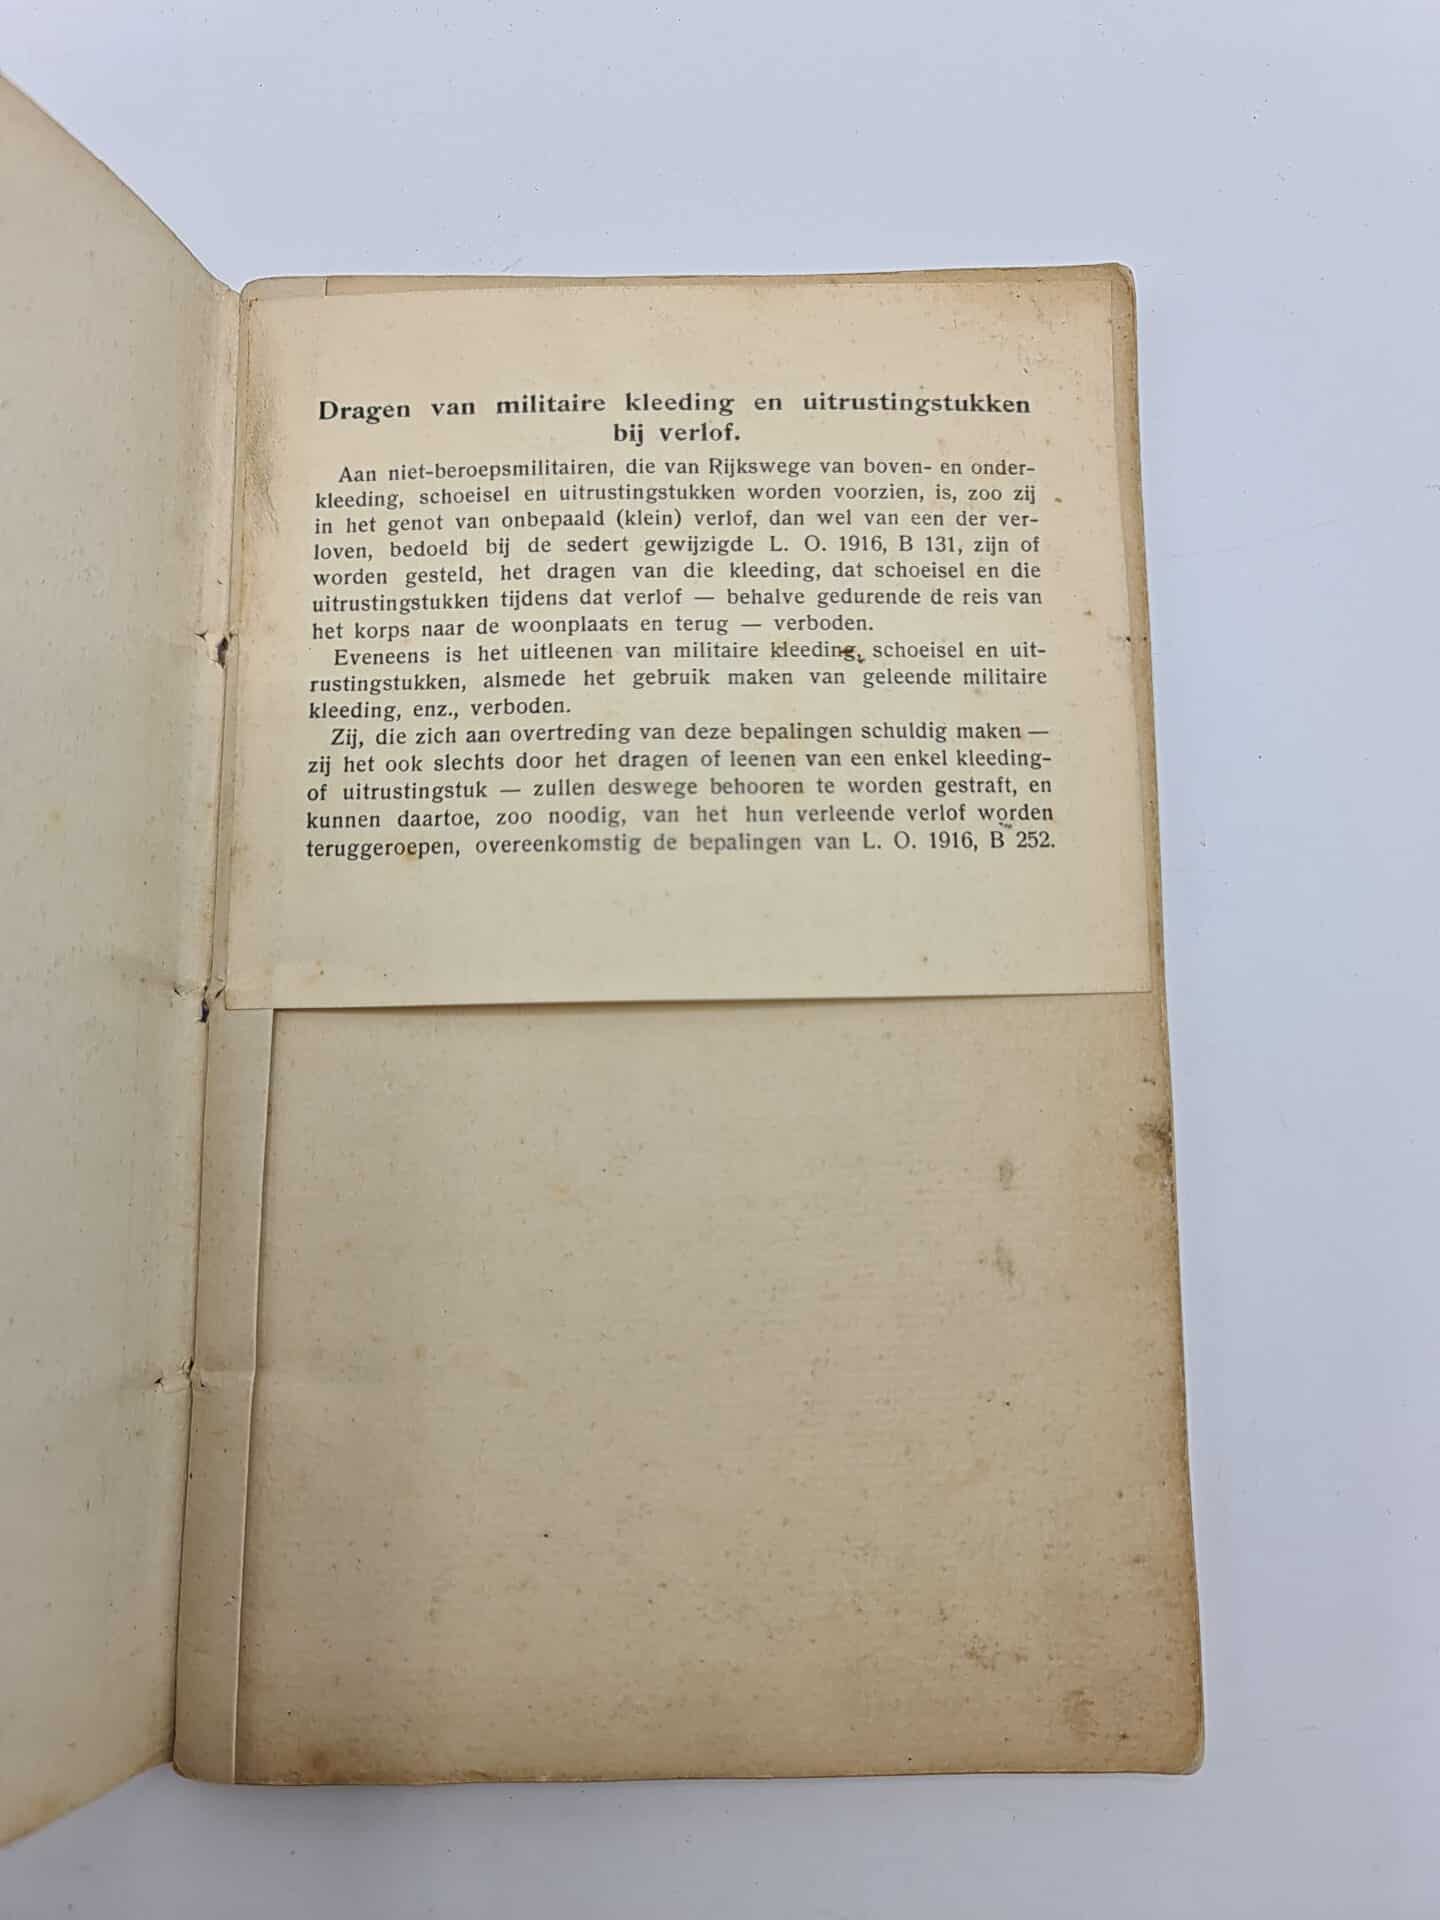 Dragen van militaire kleeding en uitrustingstukken
bij verlof.
Aan niet-beroepsmilitairen, die van Rijkswege van boven- en onder-
kleeding, schoeisel en uitrustingstukken worden voorzien, is, zoo zij
in het genot van onbepaald (klein) verlof, dan wel van een der ver-
loven, bedoeld bij de sedert gewijzigde L. O. 1916, B 131, zijn of
worden gesteld, het dragen van die kleeding, dat schoeisel en die
uitrustingstukken tijdens dat verlof — behalve gedurende de reis van
het korps naar de woonplaats en terug — verboden.
Eveneens is het uitleenen van militaire kleeding, schoeisel en uit-
rustingstukken, alsmede het gebruik maken van geleende militaire
kleeding, enz., verboden.
Zij, die zich aan overtreding van deze bepalingen schuldig maken —
zij het ook slechts door het dragen of leenen van een enkel kleeding-
of uitrustingstuk — zullen deswege behooren te worden gestraft, en
kunnen daartoe, zoo noodig, van het hun verleende verlof worden
teruggeroepen, overeenkomstig de bepalingen van L. O. 1916, B 252.